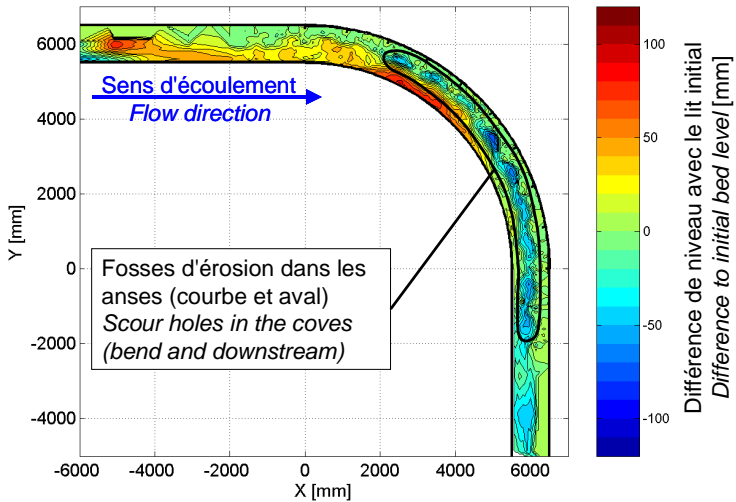 6000
4000
2000
0
-2000
-4000
Y [mm]
-6000 -4000 -2000 0 2000 4000 6000
X [mm]
Sens d'écoulement
Flow direction
Fosses d'érosion dans les
anses (courbe et aval)
Scour holes in the coves
(bend and downstream)
100
50
0
-50
-100
Différence de niveau avec le lit initial
Difference to initial bed level [mm]